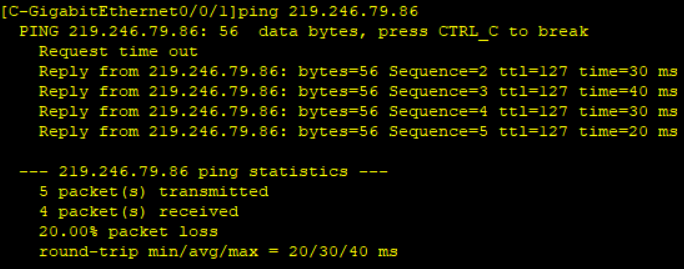 [C-GigabitEthernet0/0/1]ping 219.246.79.86
PING 219.246.79.86: 56  data bytes, press CTRL_C to break
Request time out
Reply from 219.246.79.86: bytes=56 Sequence=2 ttl=127 time=30 ms
Reply from 219.246.79.86: bytes=56 Sequence=3 ttl=127 time=40 ms
Reply from 219.246.79.86: bytes=56 Sequence=4 ttl=127 time=30 ms
Reply from 219.246.79.86: bytes=56 Sequence=5 ttl=127 time=20 ms
--- 219.246.79.86 ping statistics ---
5 packet(s) transmitted
4 packet(s) received
20.00% packet loss
round-trip min/avg/max = 20/30/40 ms